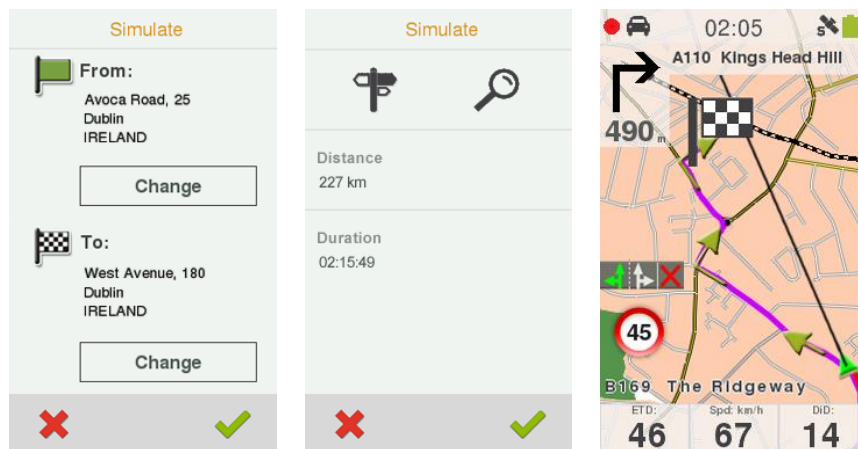 Simulate
From:
Avoca Road, 25
Dublin
IRELAND
Change
To:
West Avenue, 180
Dublin
IRELAND
Change
Simulate
Distance
227 km
Duration
02:15:49
02:05
S
A110 Kings Head Hill
490 m
45
B169 The Ridgeway
ETD: Spd: km/h DiD:
46 67 14